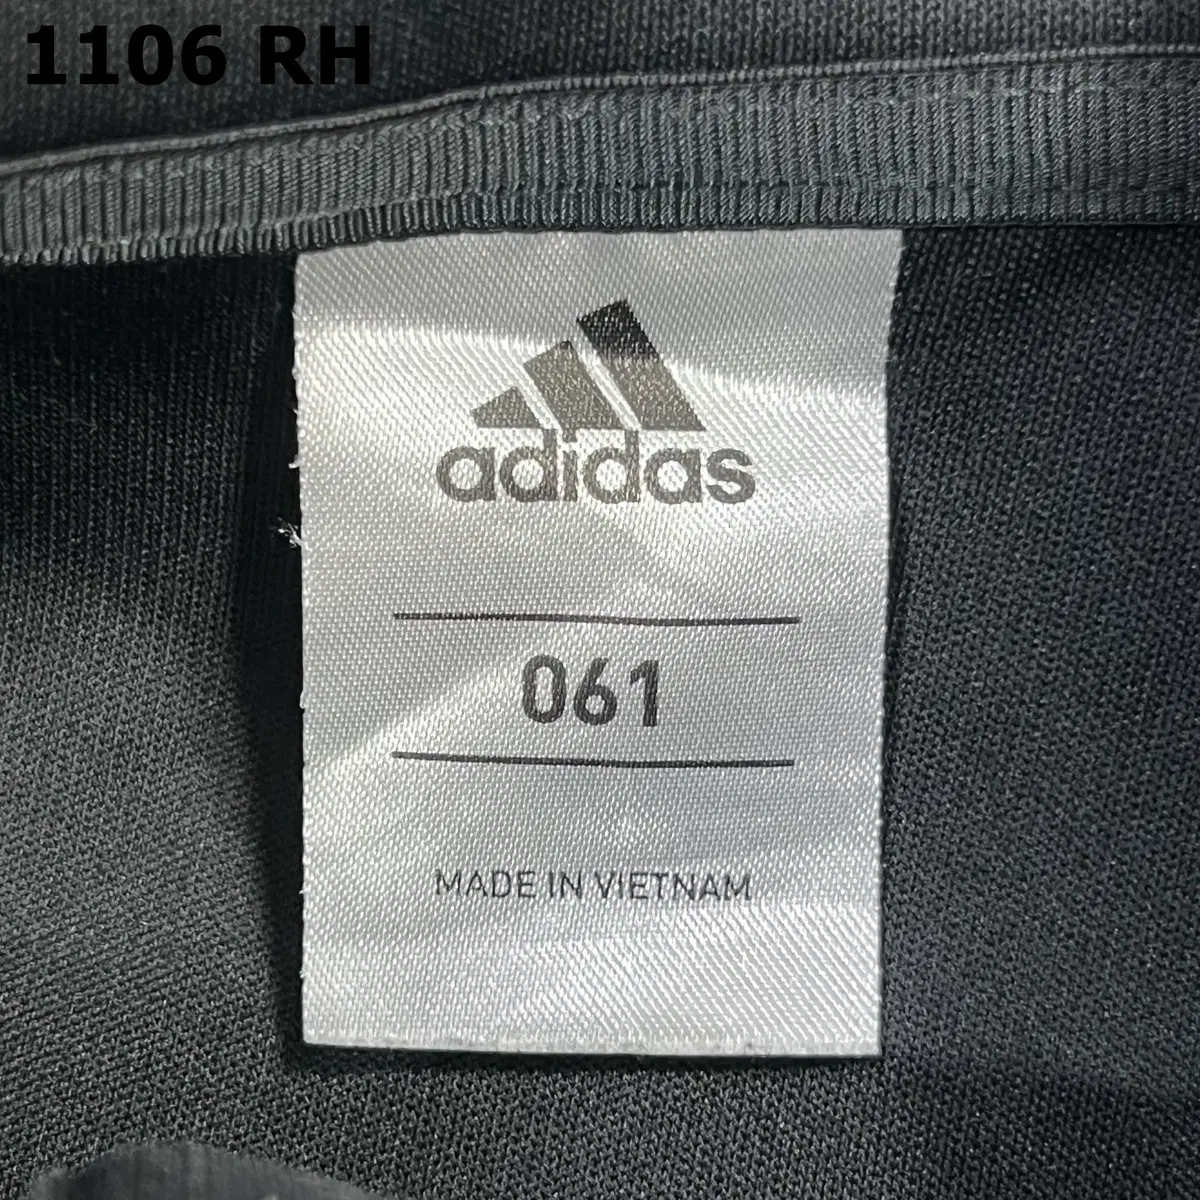 1106 RH
adidas
061
MADE IN VIETNAM